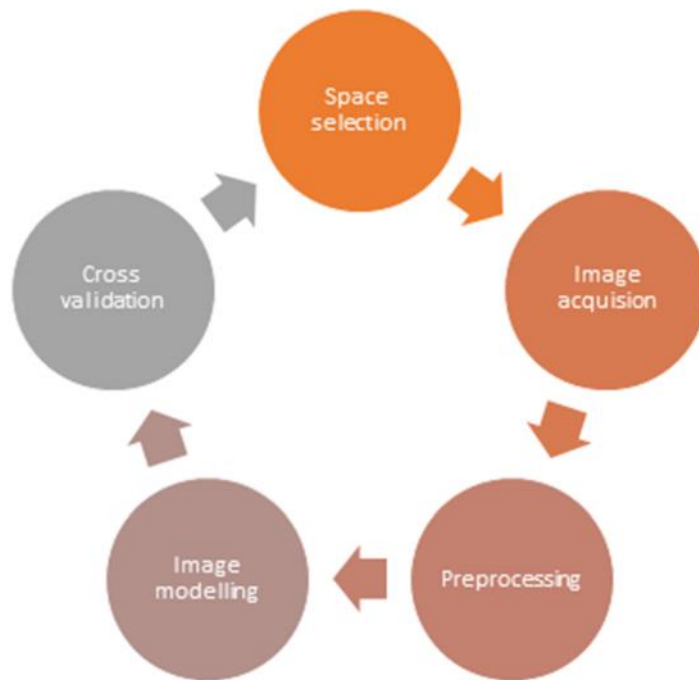 Space
selection
Image
acquision
Preprocessing
Image
modelling
Cross
validation